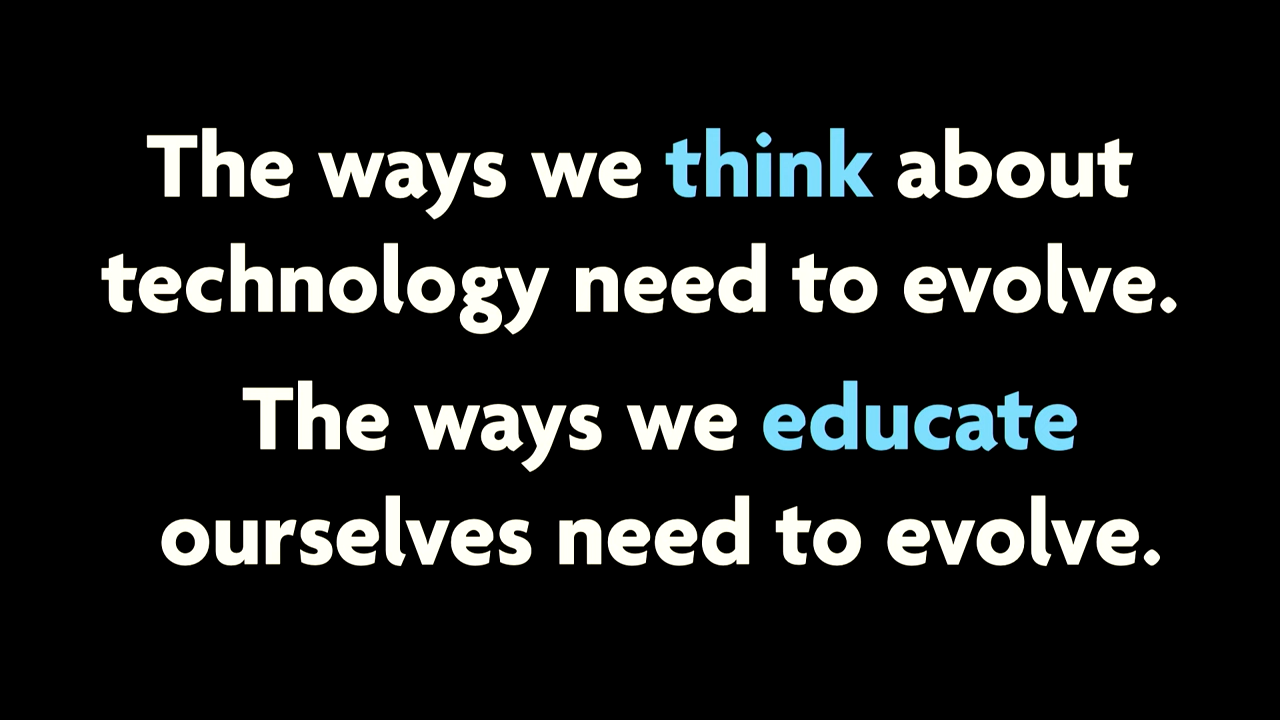 The ways we think about
technology need to evolve.
The ways we educate
ourselves need to evolve.